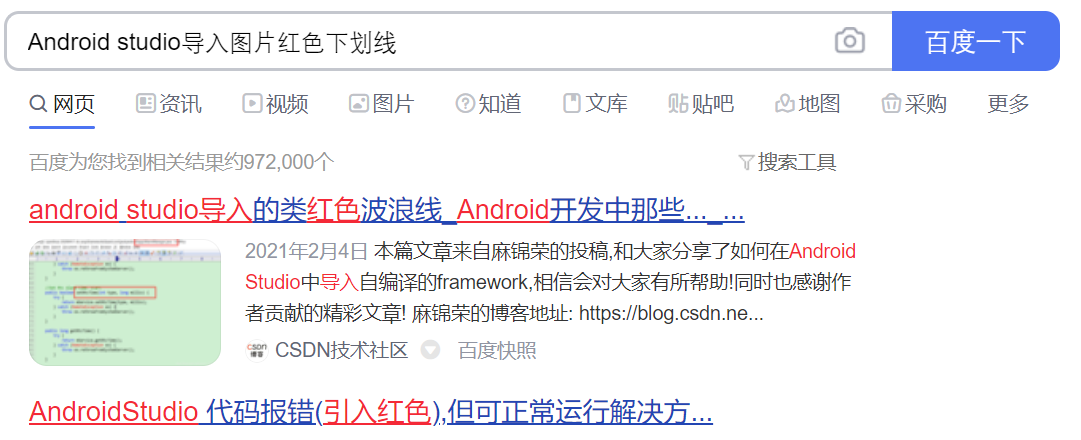 Android studio导入图片红色下划线
百度一下
网页 资讯 视频 图片 知道 文库 贴吧 地图 采购 更多
百度为您找到相关结果约972,000个 搜索工具
android studio导入的类红色波浪线_Android开发中那些..._...
2021年2月4日 本篇文章来自麻锦荣的投稿,和大家分享了如何在Android
Studio中导入自编译的framework,相信会对大家有所帮助!同时也感谢作
者贡献的精彩文章! 麻锦荣的博客地址: https://blog.csdn.ne...
CSDN技术社区 百度快照
AndroidStudio 代码报错(引入红色),但可正常运行解决方...